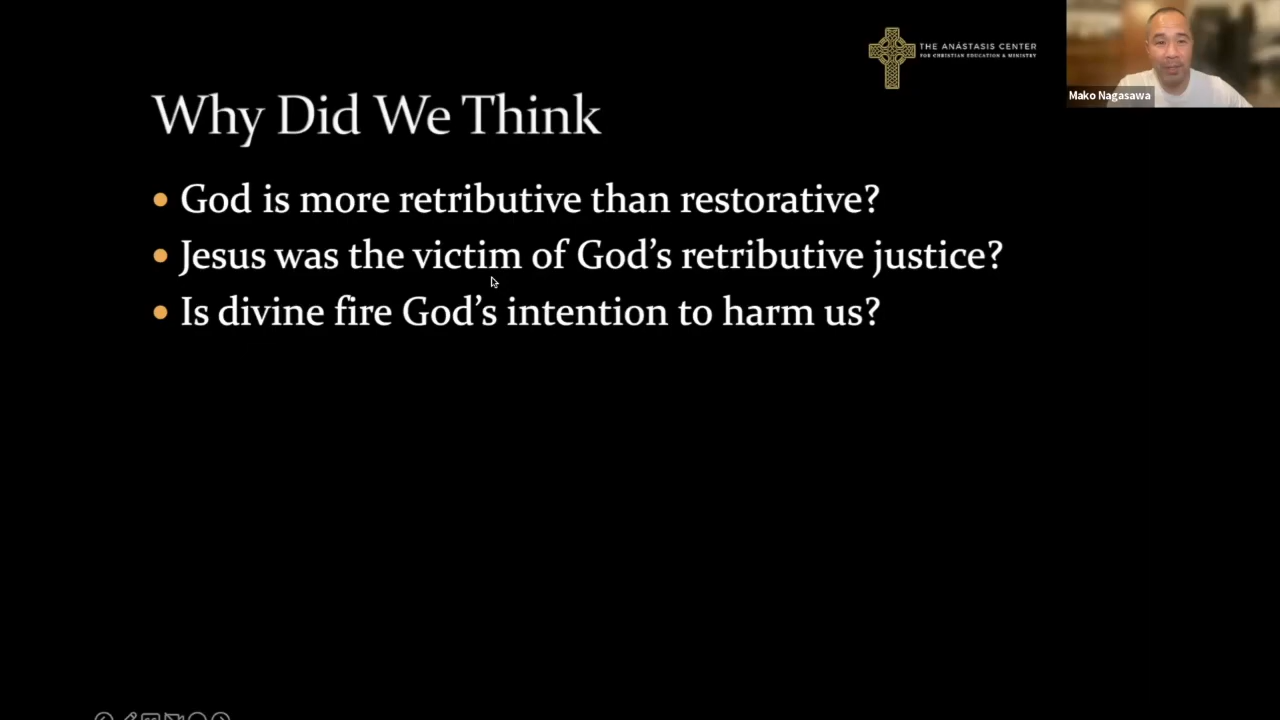 THE ANÁSTASIS CENTER
FOR CHRISTIAN EDUCATION & MINISTRY
Mako Nagasawa
Why Did We Think
God is more retributive than restorative?
Jesus was the victim of God’s retributive justice?
Is divine fire God’s intention to harm us?